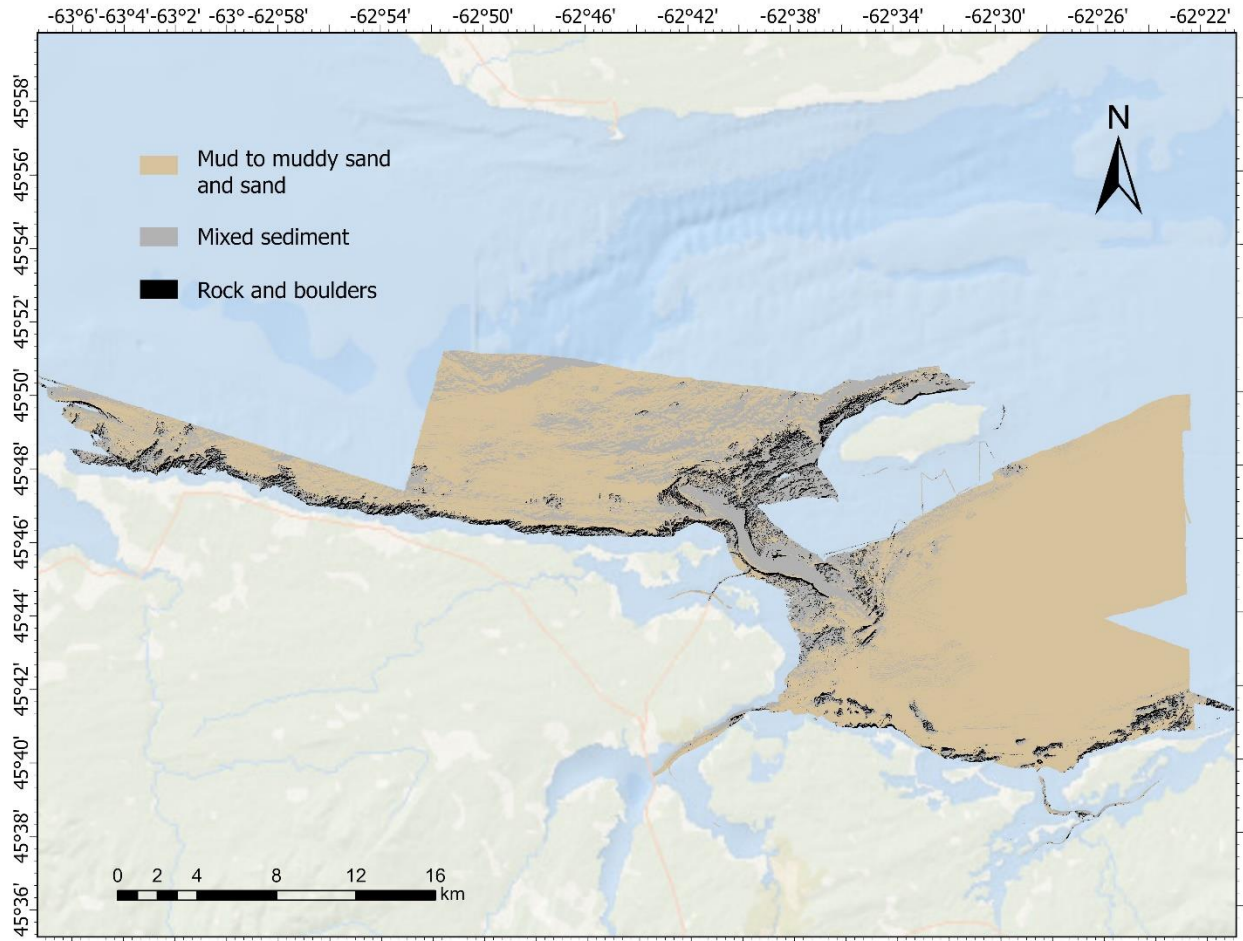 -63°6' -63°4' -63°2' -63° -62°58' -62°54' -62°50' -62°46' -62°42' -62°38' -62°34' -62°30' -62°26' -62°22'
45°58'
45°56'
45°54'
45°52'
45°50'
45°48'
45°46'
45°44'
45°42'
45°40'
45°38'
45°36'
N
Mud to muddy sand
and sand
Mixed sediment
Rock and boulders
0 2 4 8 12 16
km